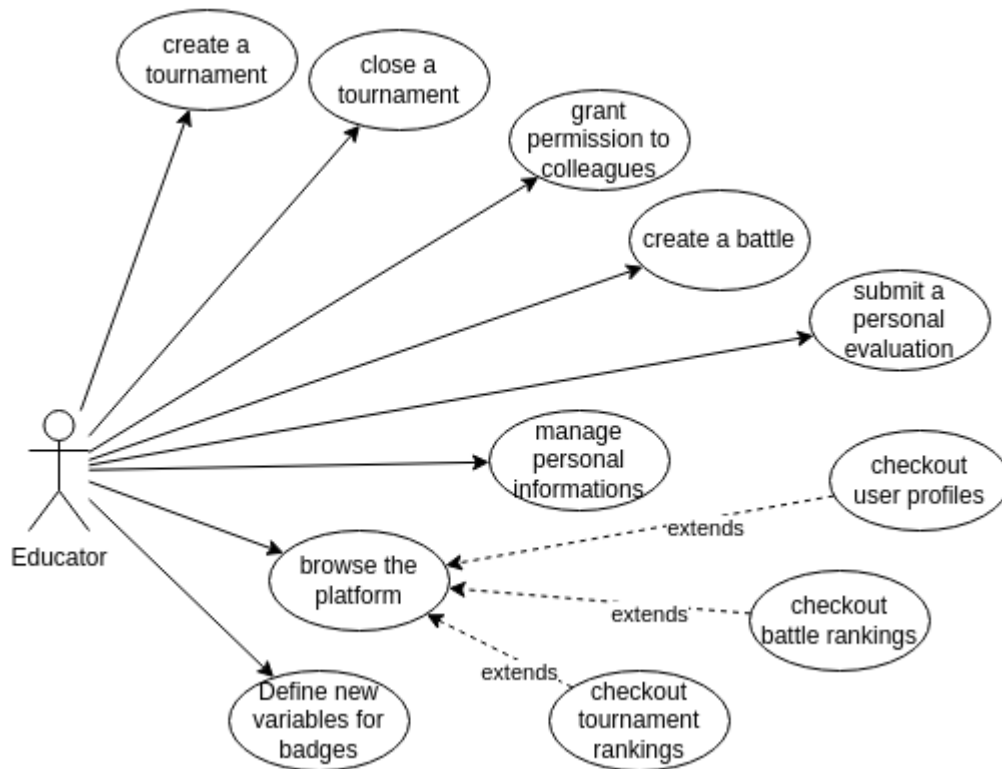 create a
tournament
close a
tournament
grant
permission to
colleagues
create a battle
submit a
personal
evaluation
manage
personal
informations
checkout
user profiles
extends
Educator
browse the
platform
extends
checkout
battle rankings
extends
Define new
variables for
badges
checkout
tournament
rankings